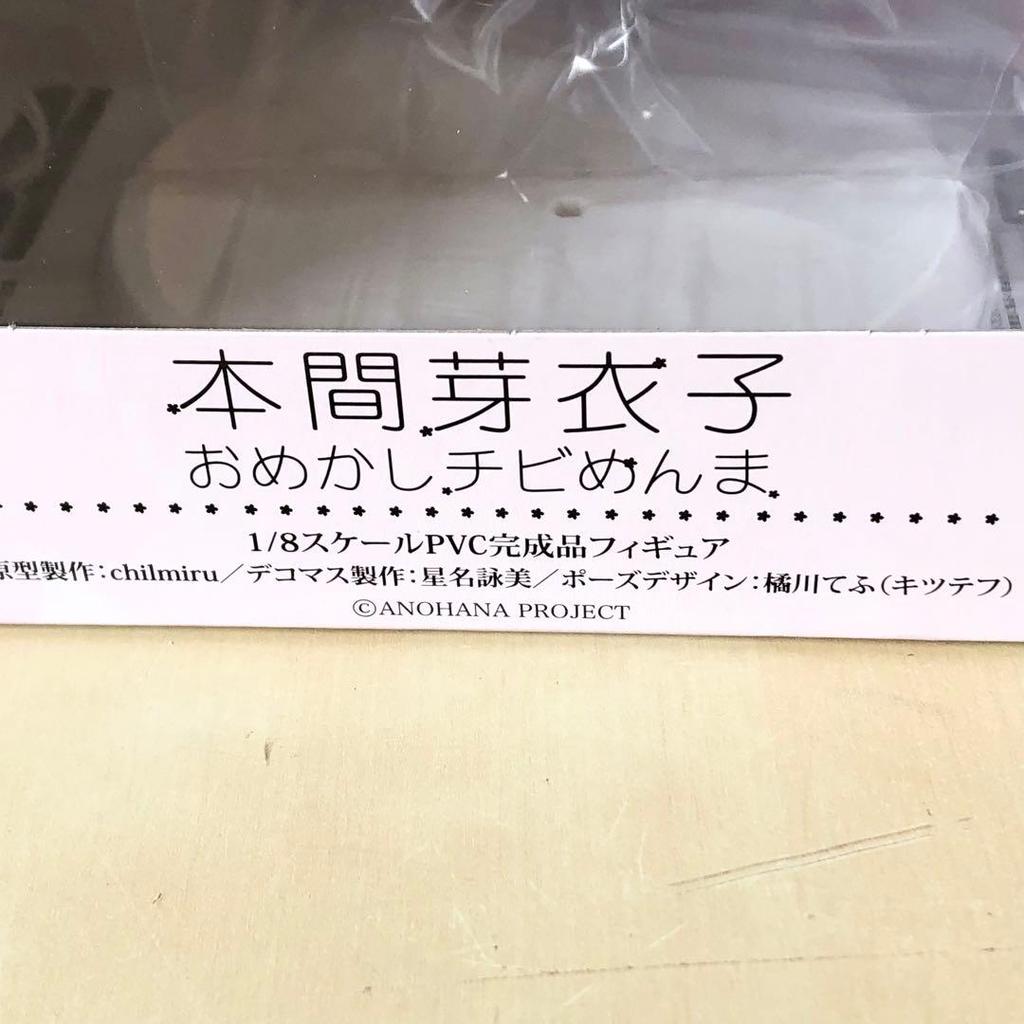 本間芽衣子
おめかしチビめんま
1/8スケールPVC完成品フィギュア
原型製作：chilmiru／デコマス製作：星名詠美／ポーズデザイン：橘川てふ（キツテフ）
©ANOHANA PROJECT